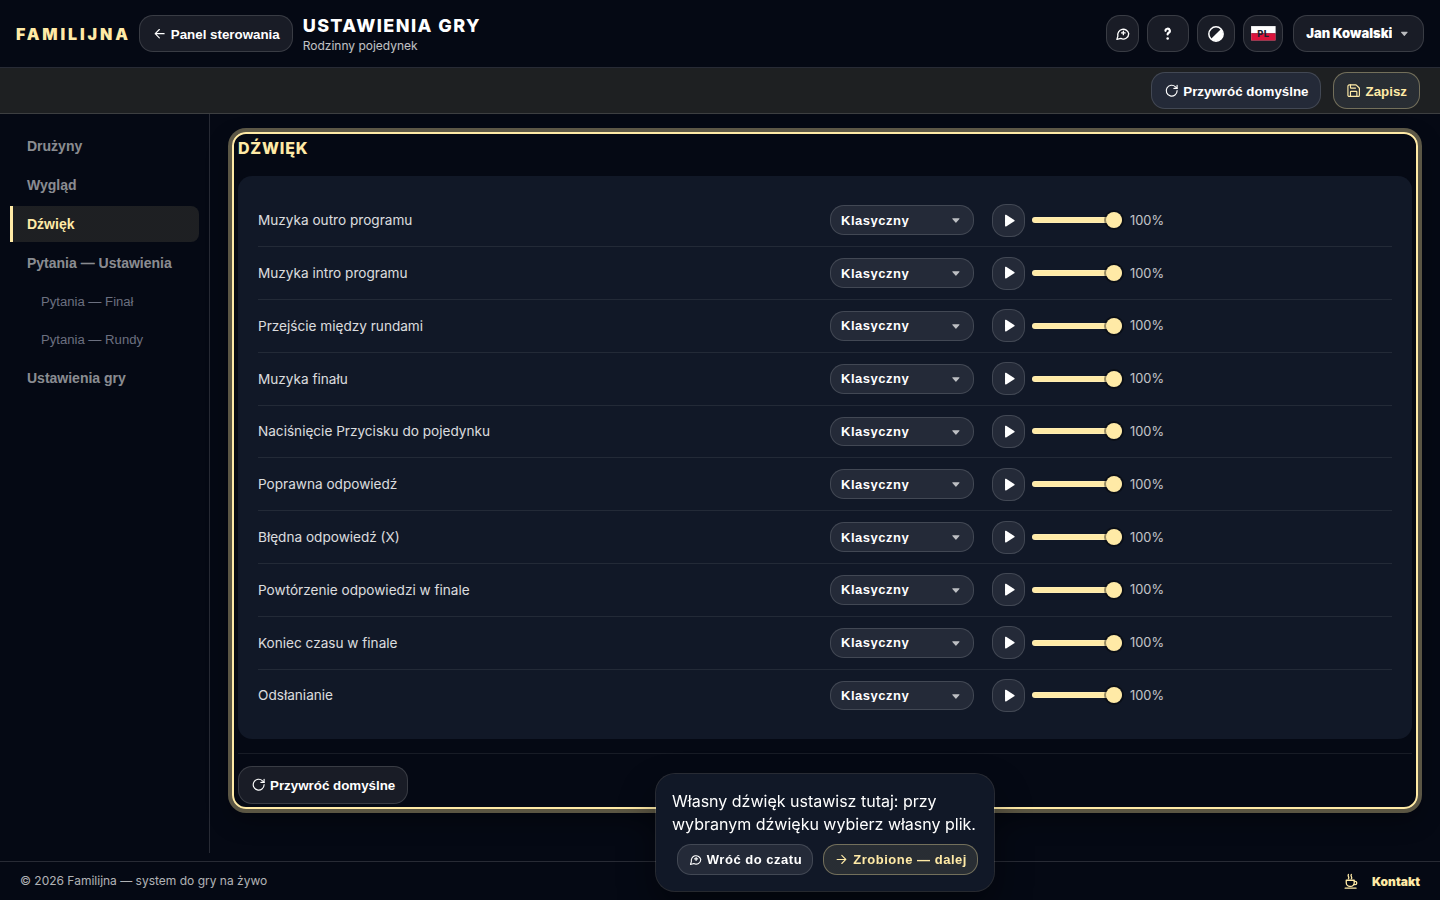 FAMILIJNA
Panel sterowania
USTAWIENIA GRY
Rodzinny pojedynek
?
PL
Jan Kowalski
Przywróć domyślne
Zapisz
Drużyny
Wygląd
Dźwięk
Pytania — Ustawienia
Pytania — Finał
Pytania — Rundy
Ustawienia gry
DŹWIĘK
Muzyka outro programu Klasyczny 100%
Muzyka intro programu Klasyczny 100%
Przejście między rundami Klasyczny 100%
Muzyka finału Klasyczny 100%
Naciśnięcie Przycisku do pojedynku Klasyczny 100%
Poprawna odpowiedź Klasyczny 100%
Błędna odpowiedź (X) Klasyczny 100%
Powtórzenie odpowiedzi w finale Klasyczny 100%
Koniec czasu w finale Klasyczny 100%
Odsłanianie Klasyczny 100%
Przywróć domyślne
Własny dźwięk ustawisz tutaj: przy
wybranym dźwięku wybierz własny plik.
Wróć do czatu
Zrobione — dalej
© 2026 Familijna — system do gry na żywo
Kontakt